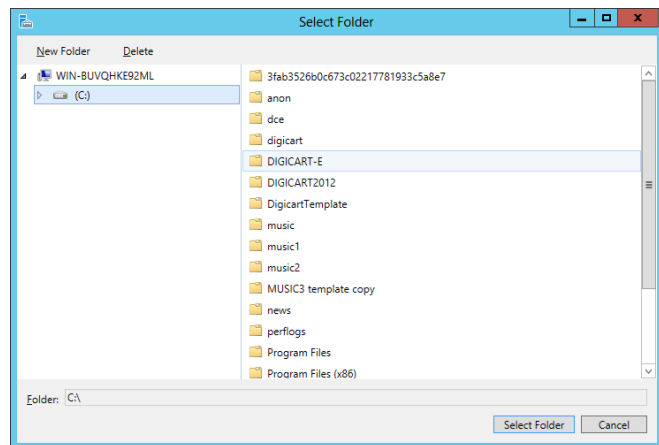 Select Folder
New Folder Delete
WIN-BUVQHKE92ML
(C:)
3fab3526b0c673c02217781933c5a8e7
anon
dce
digicart
DIGICART-E
DIGICART2012
DigicartTemplate
music
music1
music2
MUSIC3 template copy
news
perflogs
Program Files
Program Files (x86)
Folder: C:\
Select Folder Cancel